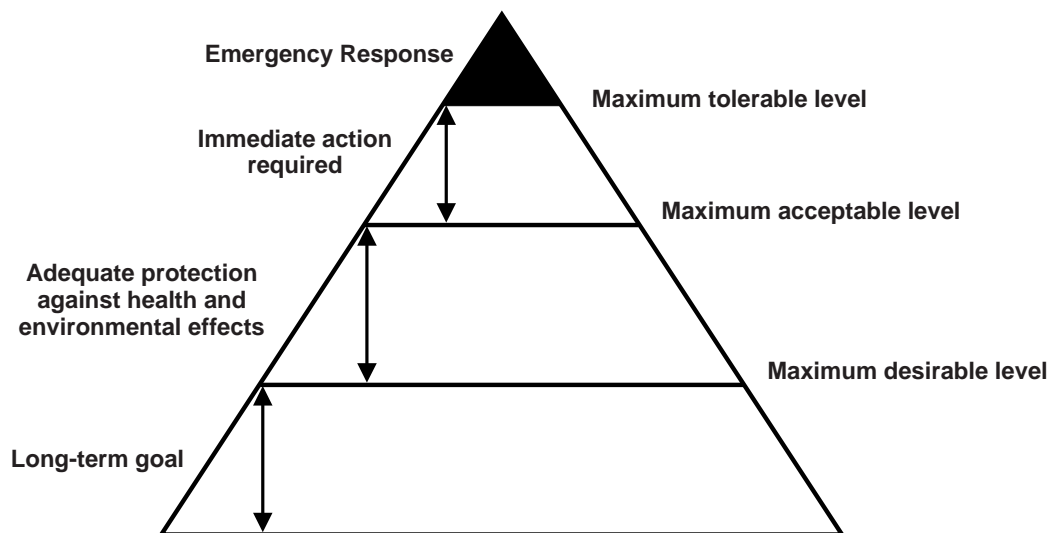 Emergency Response
Maximum tolerable level
Immediate action
required
Maximum acceptable level
Adequate protection
against health and
environmental effects
Maximum desirable level
Long-term goal